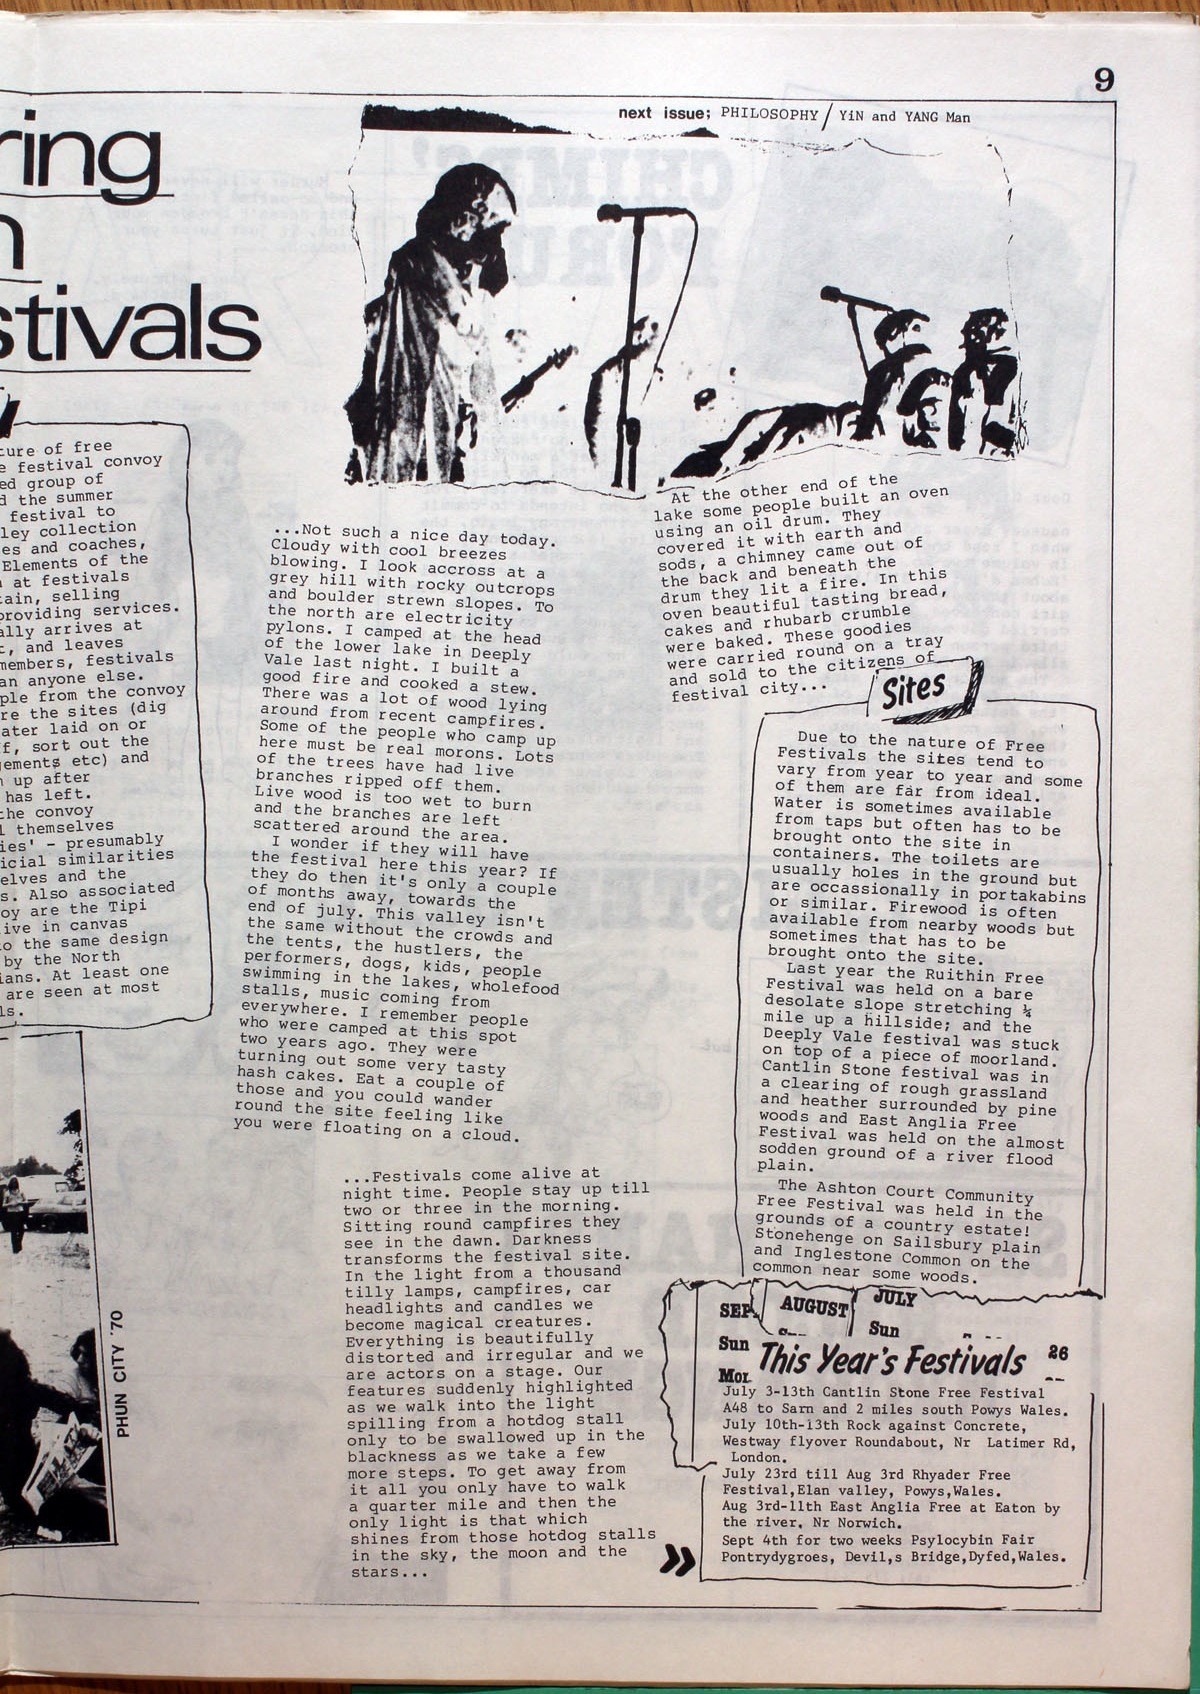 9
next issue; PHILOSOPHY / YiN and YANG Man
ring
n
stivals
y
ture of free
e festival convoy
ed group of
d the summer
festival to
ley collection
es and coaches,
Elements of the
at festivals
tain, selling
providing services.
ally arrives at
t, and leaves
members, festivals
an anyone else.
ple from the convoy
re the sites (dig
ater laid on or
ff, sort out the
gements etc) and
n up after
has left.
the convoy
l themselves
ies' - presumably
icial similarities
elves and the
s. Also associated
oy are the Tipi
live in canvas
to the same design
by the North
ians. At least one
are seen at most
ls.
PHUN CITY '70
...Not such a nice day today.
Cloudy with cool breezes
blowing. I look accross at a
grey hill with rocky outcrops
and boulder strewn slopes. To
the north are electricity
pylons. I camped at the head
of the lower lake in Deeply
Vale last night. I built a
good fire and cooked a stew.
There was a lot of wood lying
around from recent campfires.
Some of the people who camp up
here must be real morons. Lots
of the trees have had live
branches ripped off them.
Live wood is too wet to burn
and the branches are left
scattered around the area.
I wonder if they will have
the festival here this year? If
they do then it's only a couple
of months away, towards the
end of july. This valley isn't
the same without the crowds and
the tents, the hustlers, the
performers, dogs, kids, people
swimming in the lakes, wholefood
stalls, music coming from
everywhere. I remember people
who were camped at this spot
two years ago. They were
turning out some very tasty
hash cakes. Eat a couple of
those and you could wander
round the site feeling like
you were floating on a cloud.
...Festivals come alive at
night time. People stay up till
two or three in the morning.
Sitting round campfires they
see in the dawn. Darkness
transforms the festival site.
In the light from a thousand
tilly lamps, campfires, car
headlights and candles we
become magical creatures.
Everything is beautifully
distorted and irregular and we
are actors on a stage. Our
features suddenly highlighted
as we walk into the light
spilling from a hotdog stall
only to be swallowed up in the
blackness as we take a few
more steps. To get away from
it all you only have to walk
a quarter mile and then the
only light is that which
shines from those hotdog stalls
in the sky, the moon and the
stars...
At the other end of the
lake some people built an oven
using an oil drum. They
covered it with earth and
sods, a chimney came out of
the back and beneath the
drum they lit a fire. In this
oven beautiful tasting bread,
cakes and rhubarb crumble
were baked. These goodies
were carried round on a tray
and sold to the citizens of
festival city...
Sites
Due to the nature of Free
Festivals the sites tend to
vary from year to year and some
of them are far from ideal.
Water is sometimes available
from taps but often has to be
brought onto the site in
containers. The toilets are
usually holes in the ground but
are occassionally in portakabins
or similar. Firewood is often
available from nearby woods but
sometimes that has to be
brought onto the site.
Last year the Ruithin Free
Festival was held on a bare
desolate slope stretching ¼
mile up a hillside; and the
Deeply Vale festival was stuck
on top of a piece of moorland.
Cantlin Stone festival was in
a clearing of rough grassland
and heather surrounded by pine
woods and East Anglia Free
Festival was held on the almost
sodden ground of a river flood
plain.
The Ashton Court Community
Free Festival was held in the
grounds of a country estate!
Stonehenge on Sailsbury plain
and Inglestone Common on the
common near some woods.
SEP. AUGUST JULY
Sun Sun
Mon 26
This Year's Festivals
July 3-13th Cantlin Stone Free Festival
A48 to Sarn and 2 miles south Powys Wales.
July 10th-13th Rock against Concrete,
Westway flyover Roundabout, Nr Latimer Rd,
London.
July 23rd till Aug 3rd Rhyader Free
Festival,Elan valley, Powys,Wales.
Aug 3rd-11th East Anglia Free at Eaton by
the river, Nr Norwich.
Sept 4th for two weeks Psylocybin Fair
Pontrydygroes, Devil,s Bridge,Dyfed,Wales.